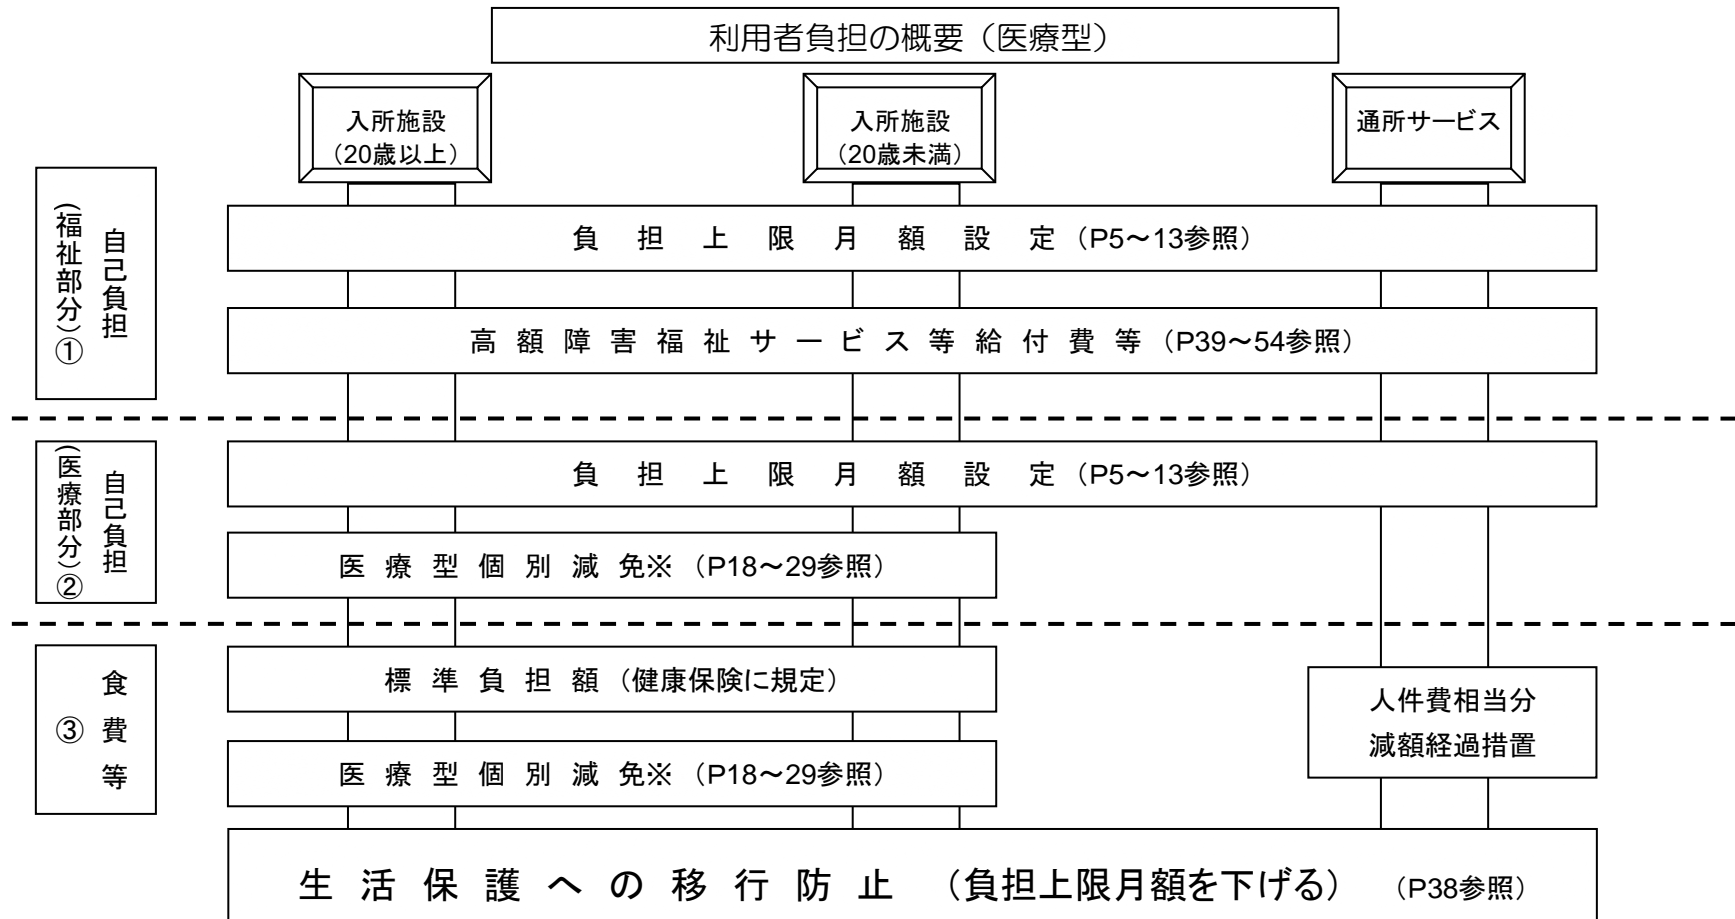 利用者負担の概要（医療型）
入所施設
（20歳以上）
入所施設
（20歳未満）
通所サービス
自己負担
（福祉部分）①
負担上限月額設定（P5～13参照）
高額障害福祉サービス等給付費等（P39～54参照）
自己負担
（医療部分）②
負担上限月額設定（P5～13参照）
医療型個別減免※（P18～29参照）
食費等
③
標準負担額（健康保険に規定）
人件費相当分
減額経過措置
医療型個別減免※（P18～29参照）
生活保護への移行防止（負担上限月額を下げる）（P38参照）